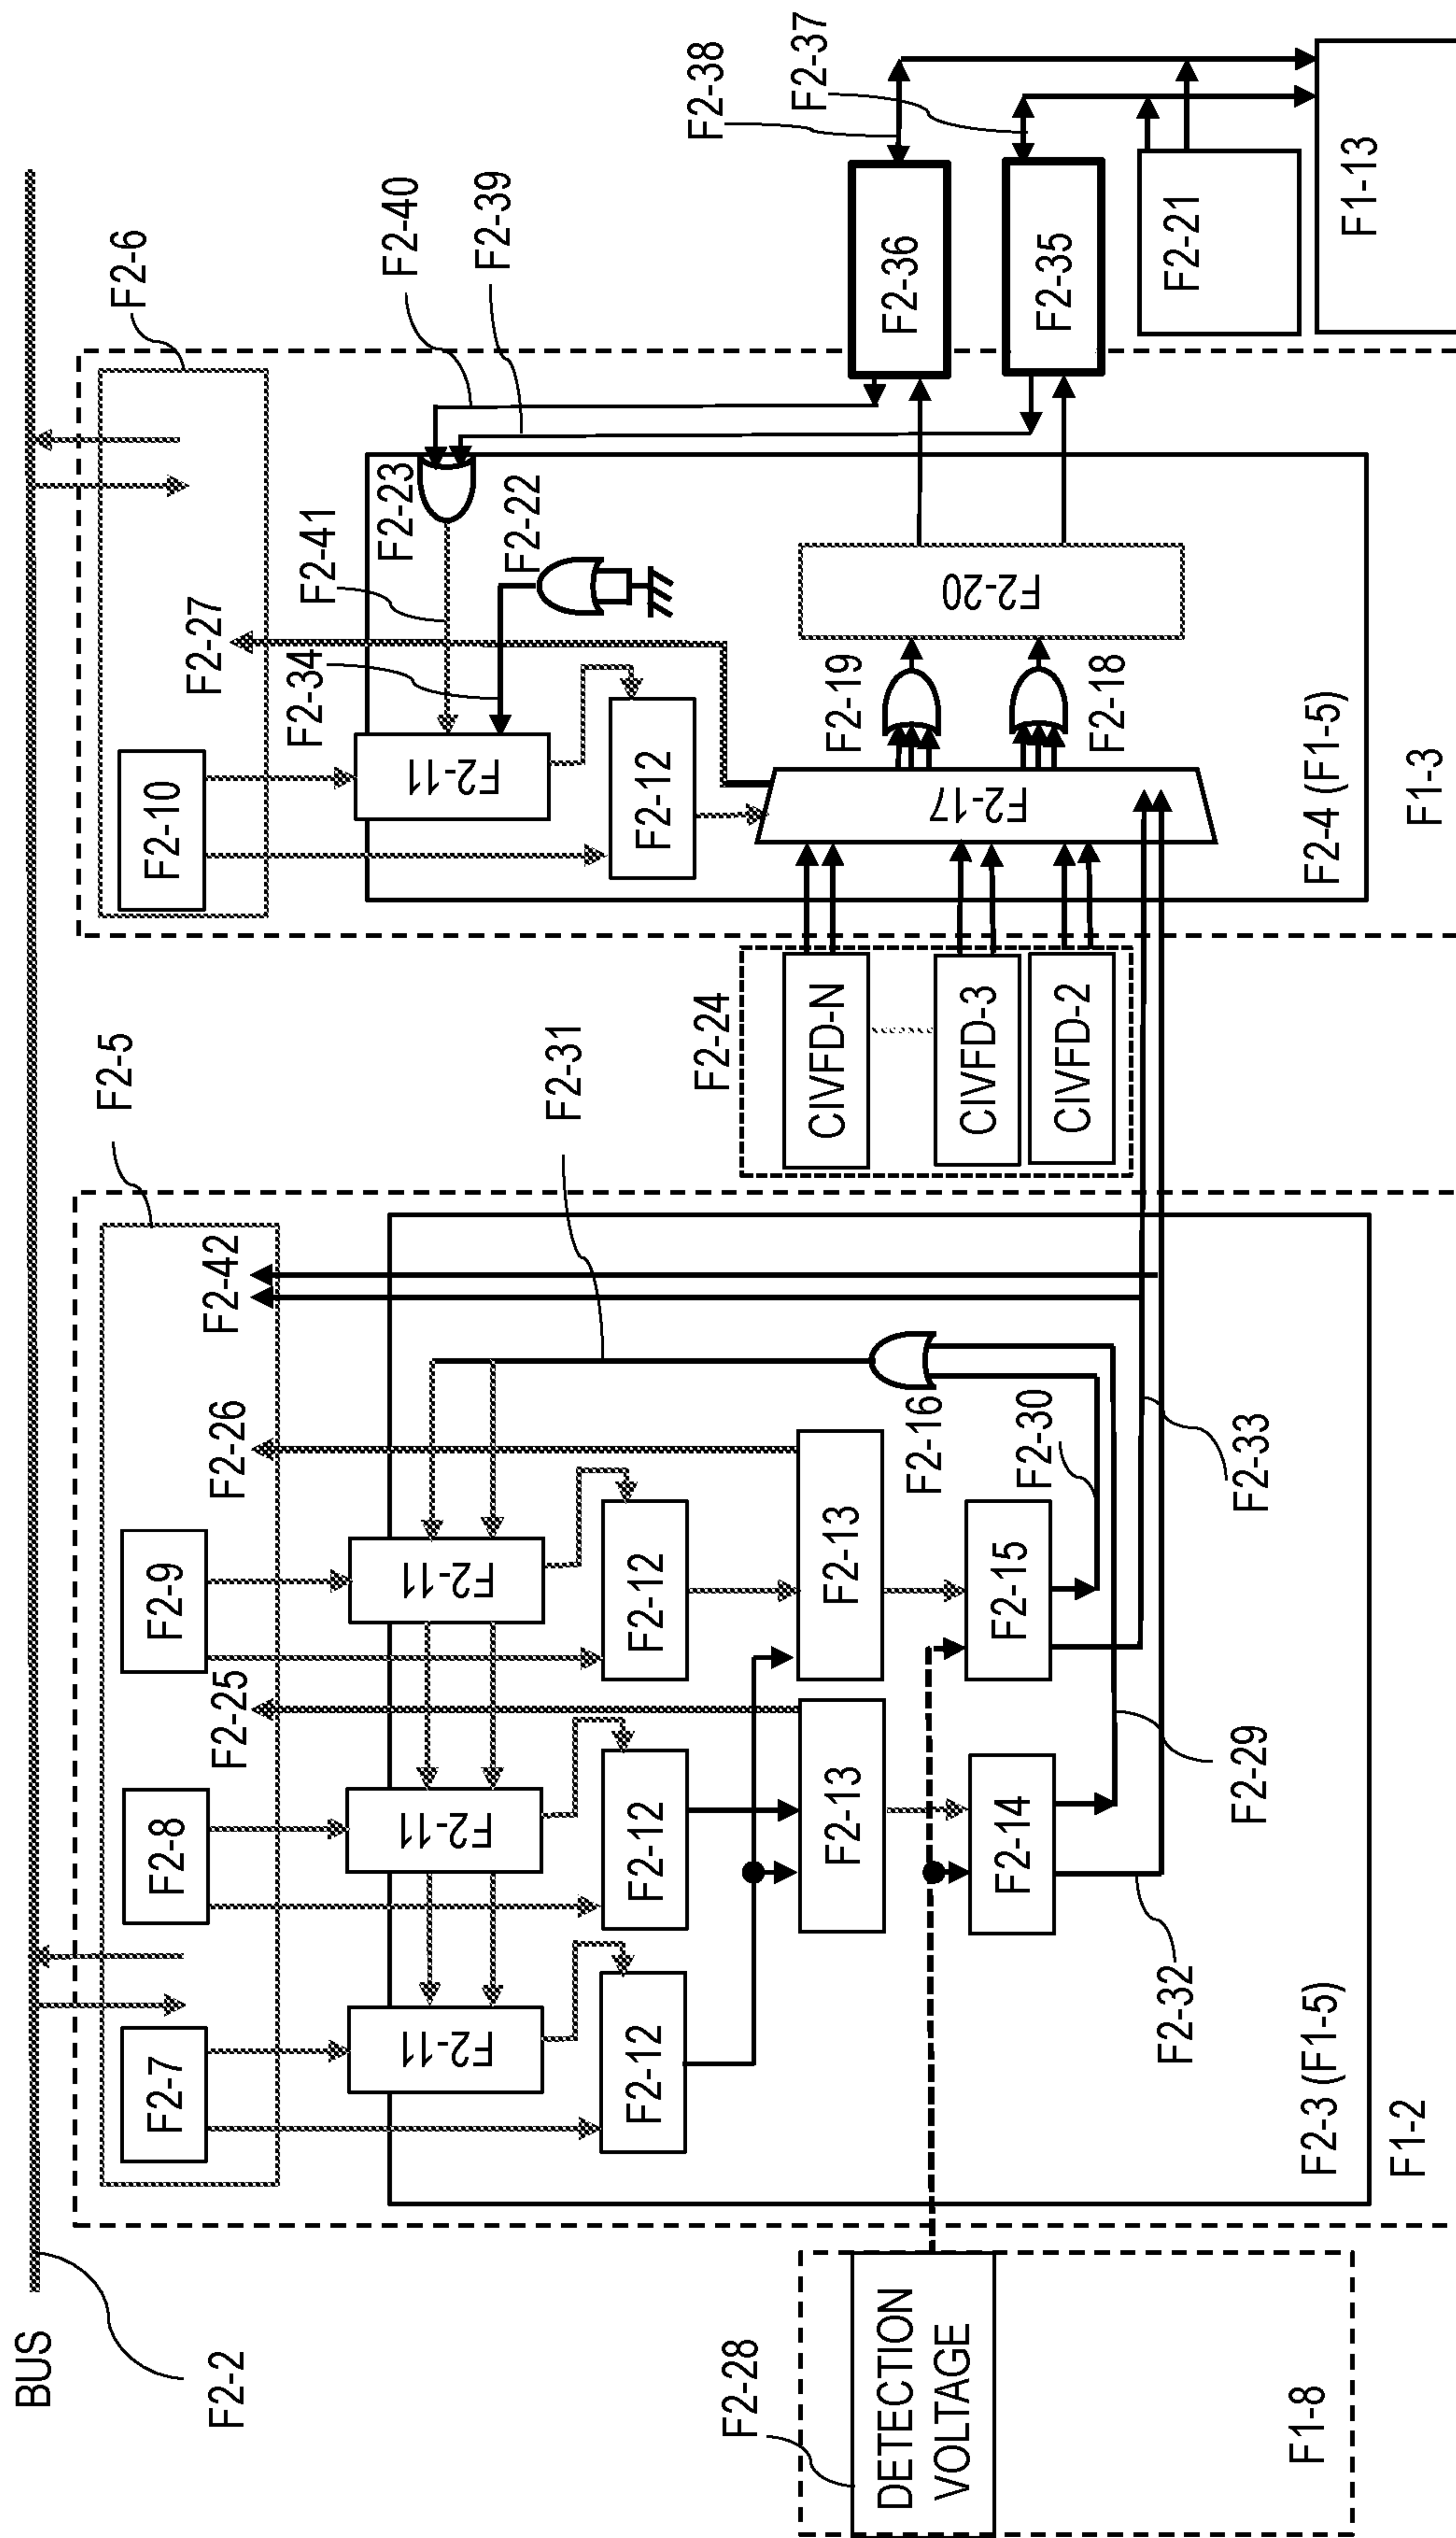 BUS
F2-2
F2-5
F2-6
F2-7
F2-8
F2-9
F2-10
F2-25
F2-26
F2-42
F2-27
F2-11
F2-11
F2-11
F2-11
F2-12
F2-12
F2-12
F2-12
F2-31
F2-34
F2-41
F2-40
F2-39
F2-23
F2-22
F2-38
F2-37
F2-28
DETECTION
VOLTAGE
F1-8
F2-13
F2-13
F2-14
F2-15
F2-16
F2-30
F2-29
F2-32
F2-33
F2-3 (F1-5)
F1-2
F2-24
CIVFD-N
CIVFD-3
CIVFD-2
F2-17
F2-19
F2-18
F2-20
F2-4 (F1-5)
F1-3
F2-36
F2-35
F2-21
F1-13